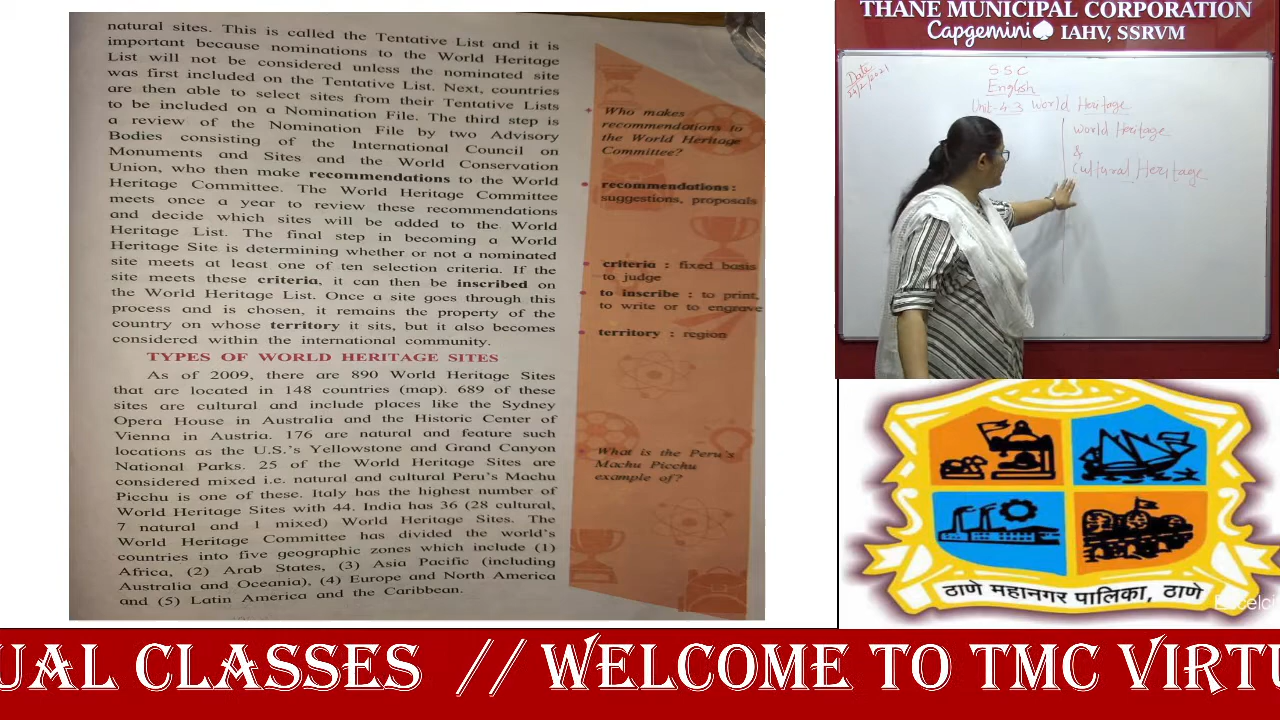 natural sites. This is called the Tentative List and it is
important because nominations to the World Heritage
List will not be considered unless the nominated site
was first included on the Tentative List. Next, countries
are then able to select sites from their Tentative Lists
to be included on a Nomination File. The third step is
a review of the Nomination File by two Advisory
Bodies consisting of the International Council on
Monuments and Sites and the World Conservation
Union, who then make recommendations to the World
Heritage Committee. The World Heritage Committee
meets once a year to review these recommendations
and decide which sites will be added to the World
Heritage List. The final step in becoming a World
Heritage Site is determining whether or not a nominated
site meets at least one of ten selection criteria. If the
site meets these criteria, it can then be inscribed on
the World Heritage List. Once a site goes through this
process and is chosen, it remains the property of the
country on whose territory it sits, but it also becomes
considered within the international community.
TYPES OF WORLD HERITAGE SITES
As of 2009, there are 890 World Heritage Sites
that are located in 148 countries (map). 689 of these
sites are cultural and include places like the Sydney
Opera House in Australia and the Historic Center of
Vienna in Austria. 176 are natural and feature such
locations as the U.S.'s Yellowstone and Grand Canyon
National Parks. 25 of the World Heritage Sites are
considered mixed i.e. natural and cultural Peru's Machu
Picchu is one of these. Italy has the highest number of
World Heritage Sites with 44. India has 36 (28 cultural,
7 natural and 1 mixed) World Heritage Sites. The
World Heritage Committee has divided the world's
countries into five geographic zones which include (1)
Africa, (2) Arab States, (3) Asia Pacific (including
Australia and Oceania), (4) Europe and North America
and (5) Latin America and the Caribbean.
Who makes
recommendations to
the World Heritage
Committee?
recommendations :
suggestions, proposals
criteria : fixed basis
to judge
to inscribe : to print,
to write or to engrave
territory : region
What is the Peru's
Machu Picchu
example of?
THANE MUNICIPAL CORPORATION
Capgemini IAHV, SSRVM
Date
SSC
English
Unit-4.3 World Heritage
World Heritage
&
Cultural Heritage
ठाणे महानगर पालिका, ठाणे
UAL CLASSES // WELCOME TO TMC VIRTU